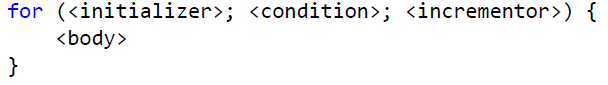 for (<initializer>; <condition>; <incrementor>) {
    <body>
}